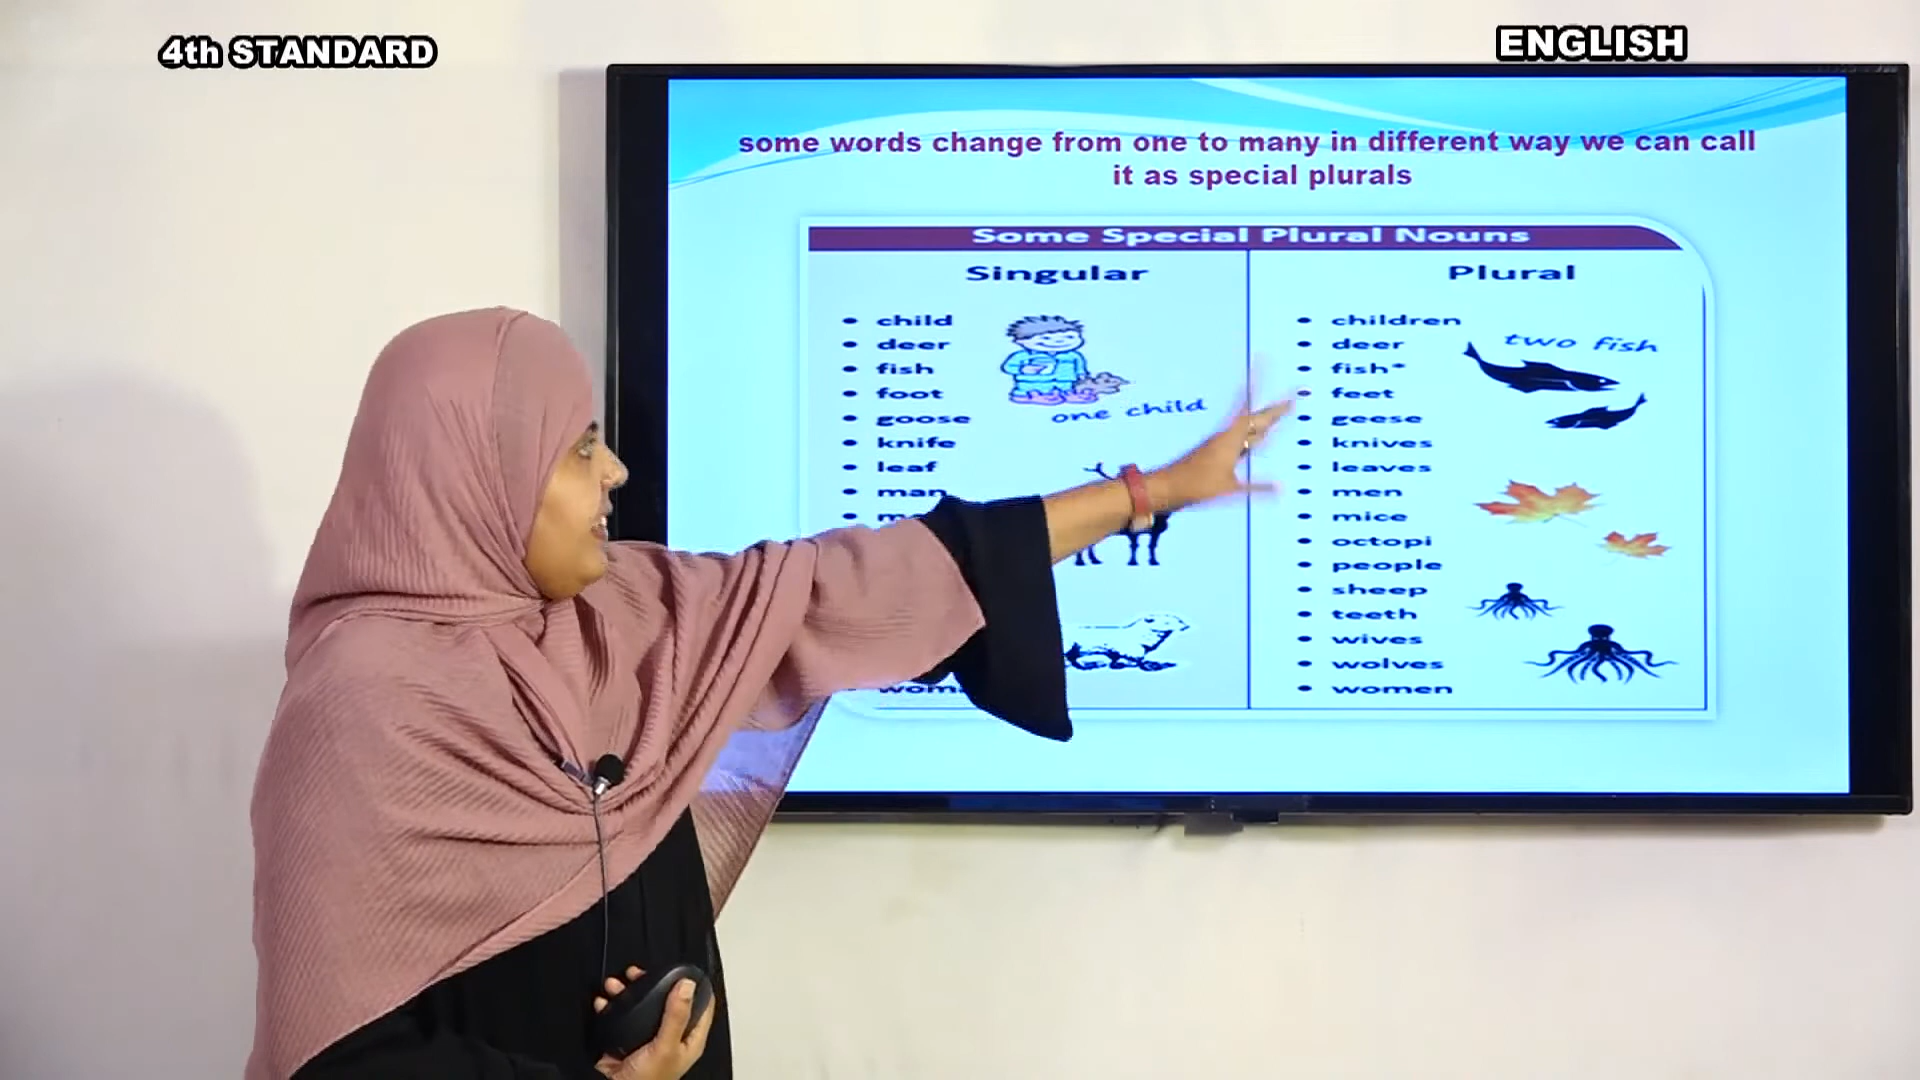 4th STANDARD
ENGLISH
some words change from one to many in different way we can call
it as special plurals
Some Special Plural Nouns
Singular
• child
• deer
• fish
• foot
• goose
• knife
• leaf
• man
one child
Plural
• children
• deer
• fish*
• feet
• geese
• knives
• leaves
• men
• mice
• octopi
• people
• sheep
• teeth
• wives
• wolves
• women
two fish